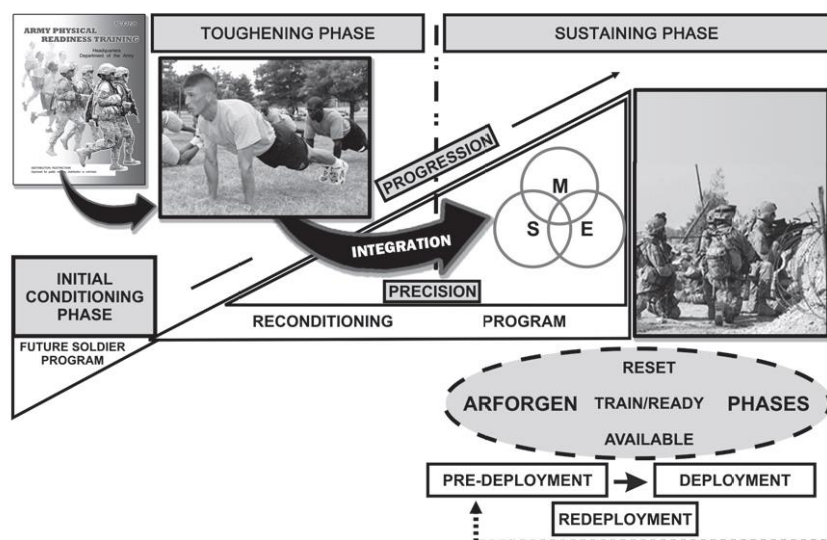 ARMY PHYSICAL
READINESS TRAINING
Headquarters
Department of the Army
TOUGHENING PHASE
SUSTAINING PHASE
PROGRESSION
M
S E
INTEGRATION
PRECISION
INITIAL
CONDITIONING
PHASE
RECONDITIONING PROGRAM
FUTURE SOLDIER
PROGRAM
RESET
ARFORGEN TRAIN/READY PHASES
AVAILABLE
PRE-DEPLOYMENT
DEPLOYMENT
REDEPLOYMENT